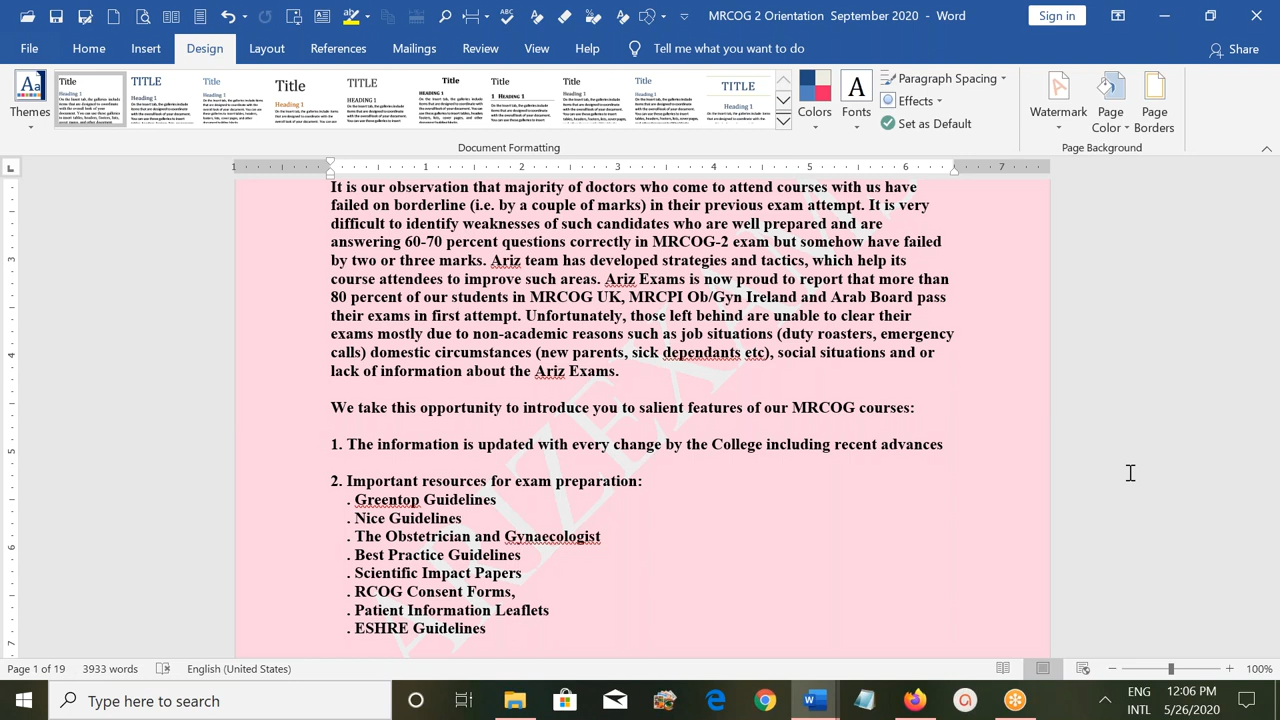 MRCOG 2 Orientation September 2020 - Word
Sign in
File Home Insert Design Layout References Mailings Review View Help Tell me what you want to do
Share
Themes
Colors
Fonts
Paragraph Spacing
Effects
Set as Default
Watermark
Page Color
Page Borders
Document Formatting
Page Background
It is our observation that majority of doctors who come to attend courses with us have
failed on borderline (i.e. by a couple of marks) in their previous exam attempt. It is very
difficult to identify weaknesses of such candidates who are well prepared and are
answering 60-70 percent questions correctly in MRCOG-2 exam but somehow have failed
by two or three marks. Ariz team has developed strategies and tactics, which help its
course attendees to improve such areas. Ariz Exams is now proud to report that more than
80 percent of our students in MRCOG UK, MRCPI Ob/Gyn Ireland and Arab Board pass
their exams in first attempt. Unfortunately, those left behind are unable to clear their
exams mostly due to non-academic reasons such as job situations (duty roasters, emergency
calls) domestic circumstances (new parents, sick dependants etc), social situations and or
lack of information about the Ariz Exams.
We take this opportunity to introduce you to salient features of our MRCOG courses:
1. The information is updated with every change by the College including recent advances
2. Important resources for exam preparation:
. Greentop Guidelines
. Nice Guidelines
. The Obstetrician and Gynaecologist
. Best Practice Guidelines
. Scientific Impact Papers
. RCOG Consent Forms,
. Patient Information Leaflets
. ESHRE Guidelines
Page 1 of 19 3933 words English (United States) 100%
Type here to search
ENG
INTL
12:06 PM
5/26/2020